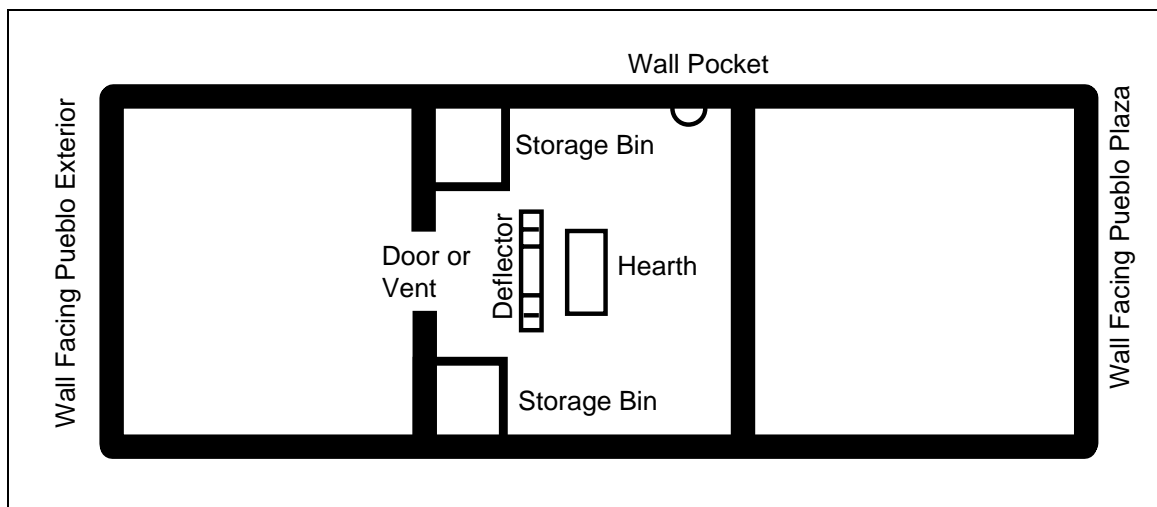 Wall Pocket
Wall Facing Pueblo Exterior
Storage Bin
Wall Facing Pueblo Plaza
Door or
Vent
Deflector
Hearth
Storage Bin